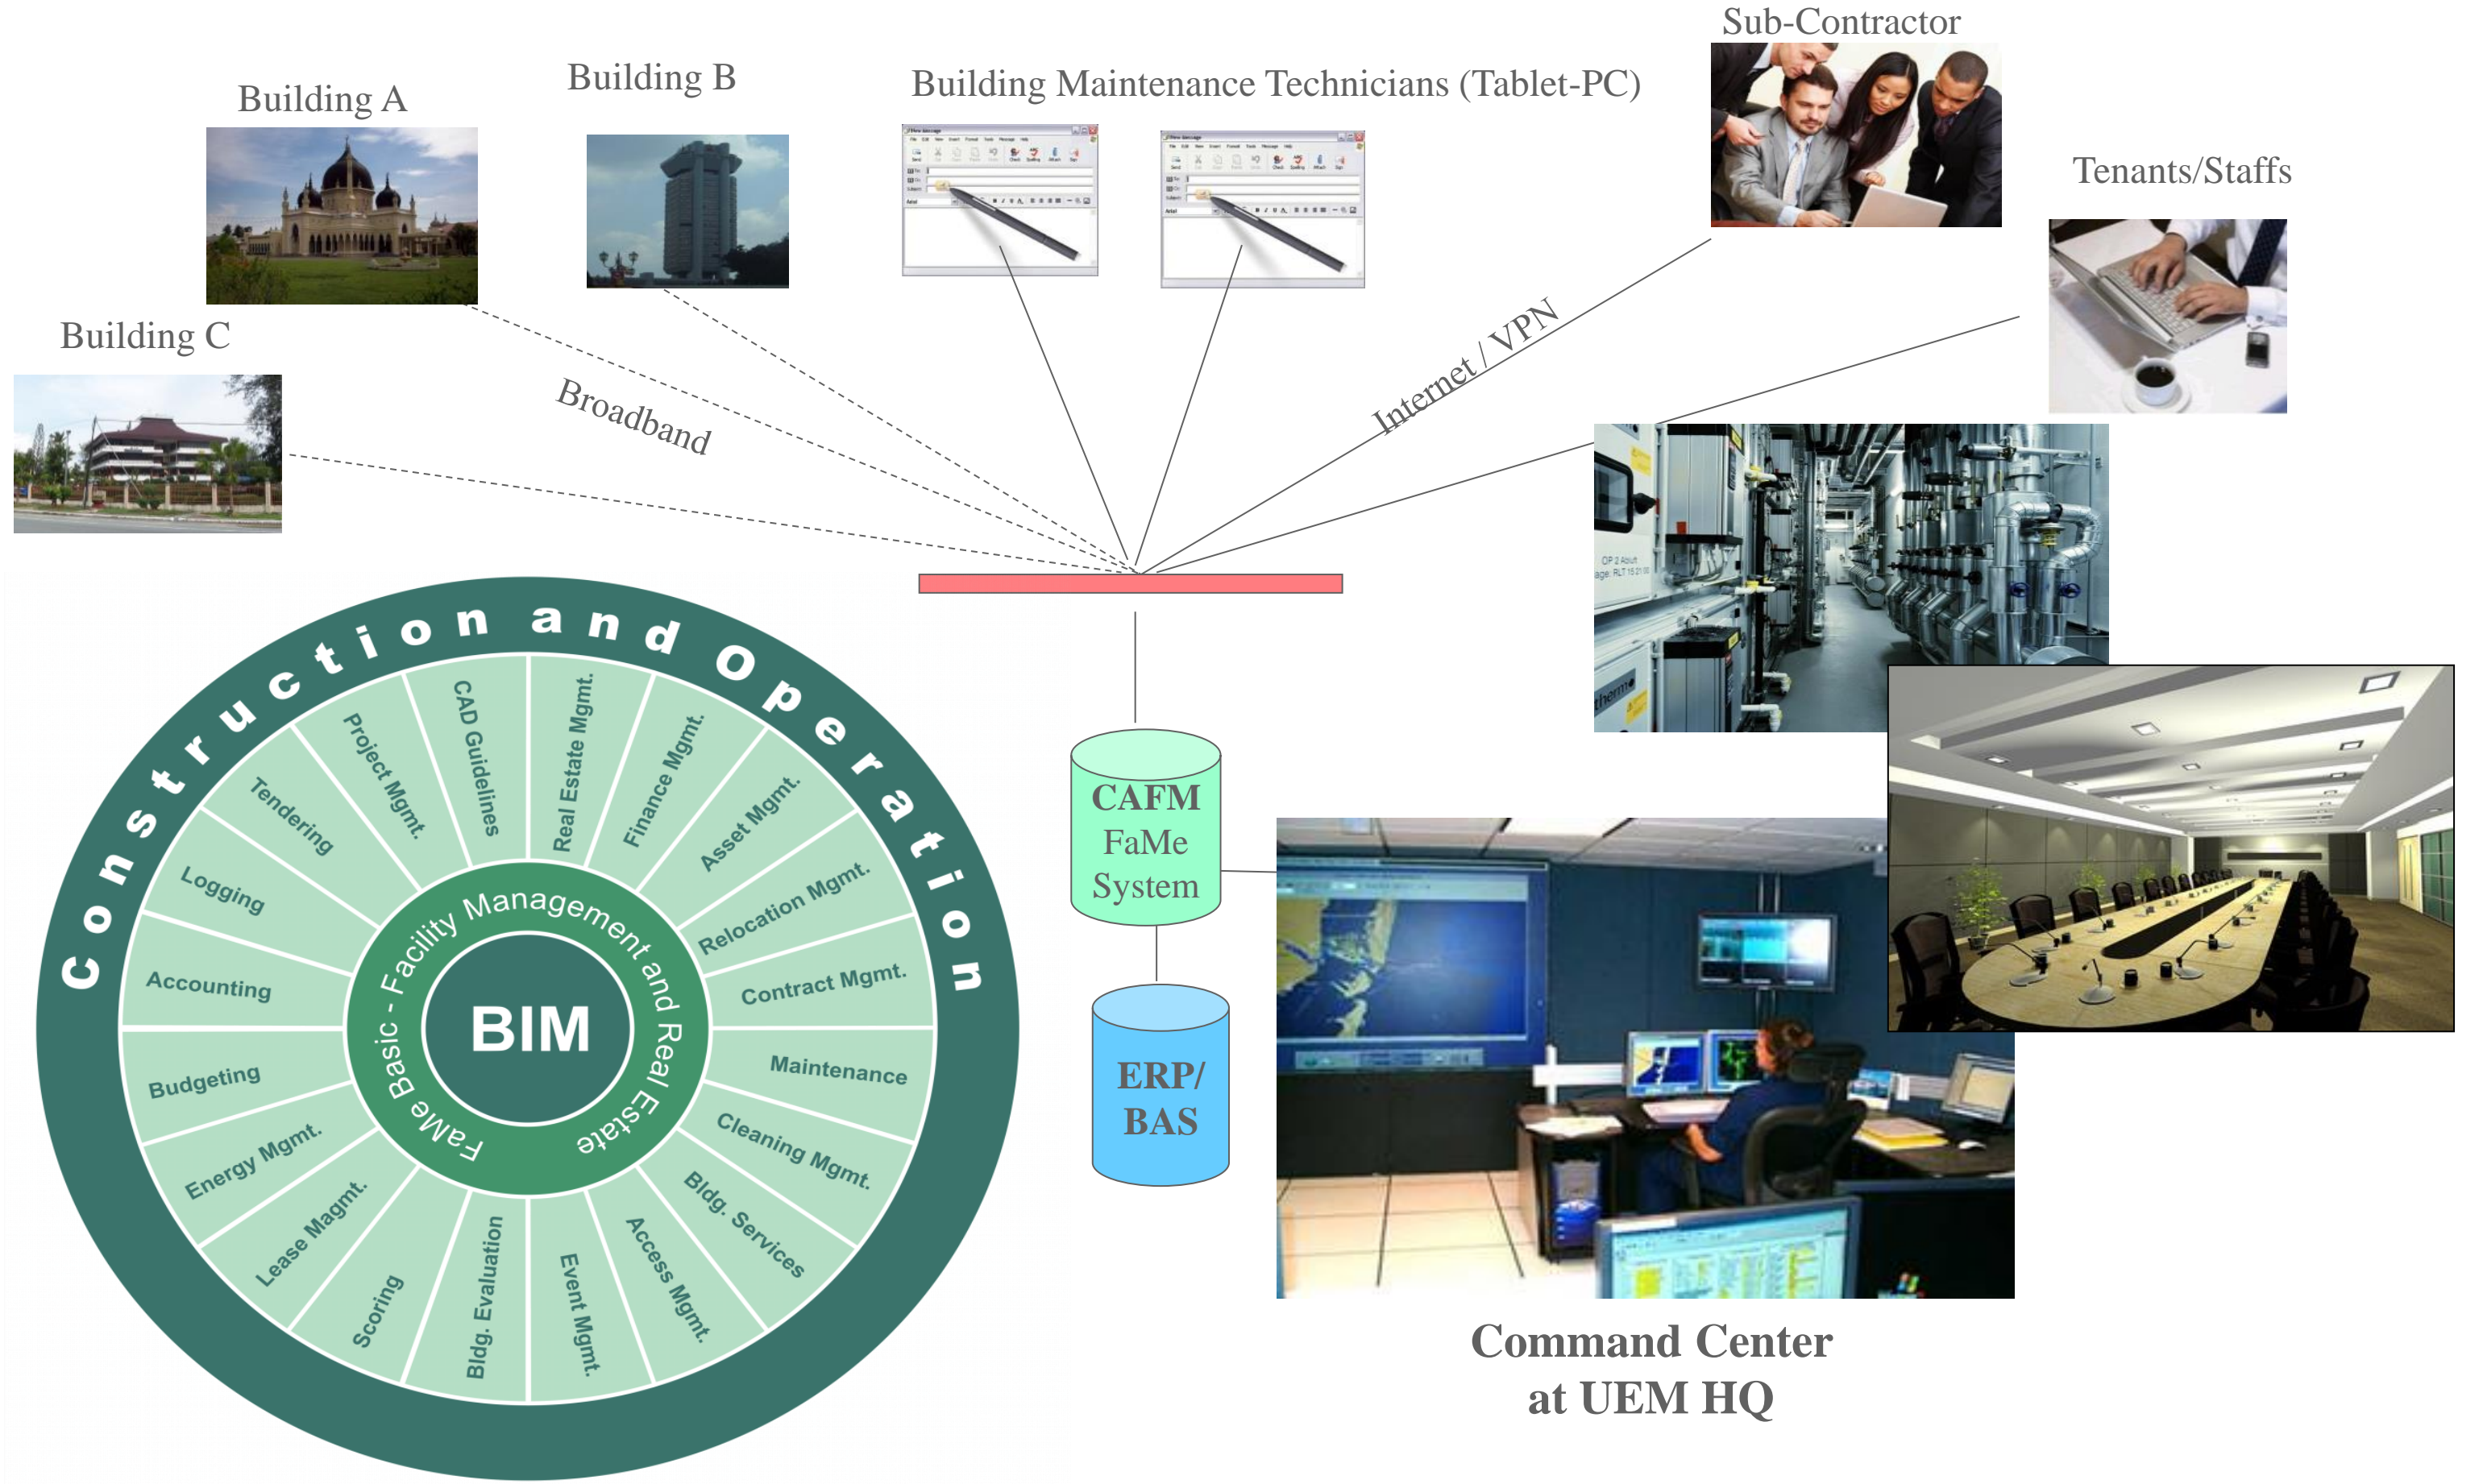 Sub-Contractor
Building B
Building Maintenance Technicians (Tablet-PC)
Building A
Tenants/Staffs
Building C
Broadband
Internet / VPN
Construction and Operation
CAD Guidelines
Real Estate Mgmt.
Finance Mgmt.
Asset Mgmt.
Relocation Mgmt.
Contract Mgmt.
Maintenance
Cleaning Mgmt.
Bldg. Services
Access Mgmt.
Event Mgmt.
Bldg. Evaluation
Scoring
Lease Magmt.
Energy Mgmt.
Budgeting
Accounting
Logging
Tendering
Project Mgmt.
FaMe Basic - Facility Management and Real Estate
BIM
CAFM
FaMe
System
ERP/
BAS
Command Center
at UEM HQ